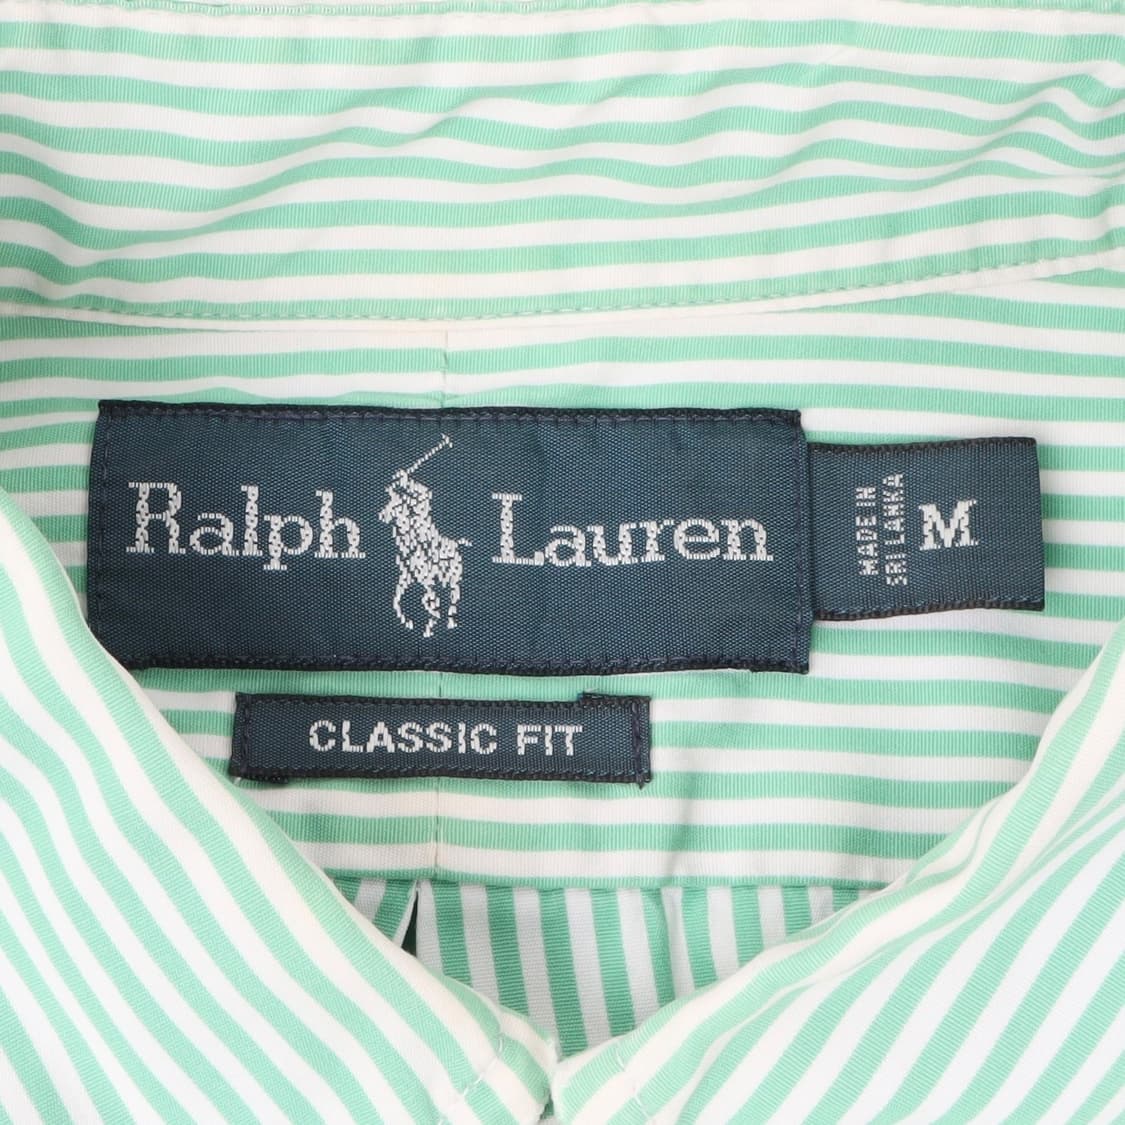 Ralph Lauren
MADE IN
SRI LANKA
M
CLASSIC FIT